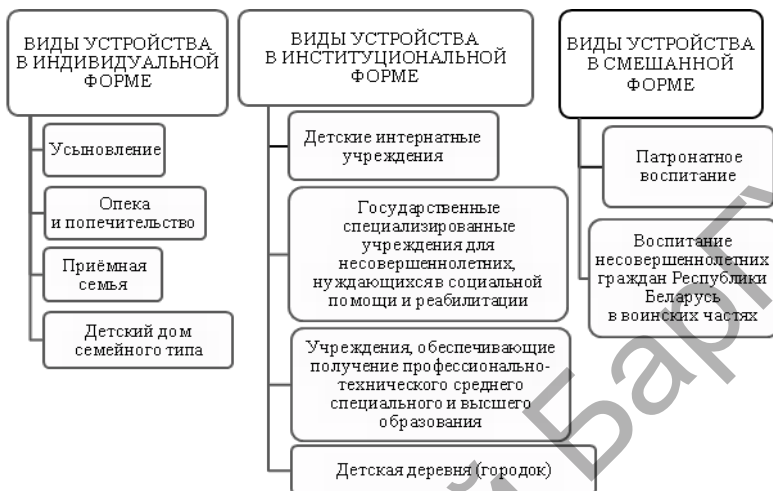 ВИДЫ УСТРОЙСТВА
В ИНДИВИДУАЛЬНОЙ
ФОРМЕ
Усыновление
Опека
и попечительство
Приёмная
семья
Детский дом
семейного типа
ВИДЫ УСТРОЙСТВА
В ИНСТИТУЦИОНАЛЬНОЙ
ФОРМЕ
Детские интернатные
учреждения
Государственные
специализированные
учреждения для
несовершеннолетних,
нуждающихся в социальной
помощи и реабилитации
Учреждения, обеспечивающие
получение профессионально-
технического среднего
специального и высшего
образования
Детская деревня (городок)
ВИДЫ УСТРОЙСТВА
В СМЕШАННОЙ
ФОРМЕ
Патронатное
воспитание
Воспитание
несовершеннолетних
граждан Республики
Беларусь
в воинских частях
й БарГУ